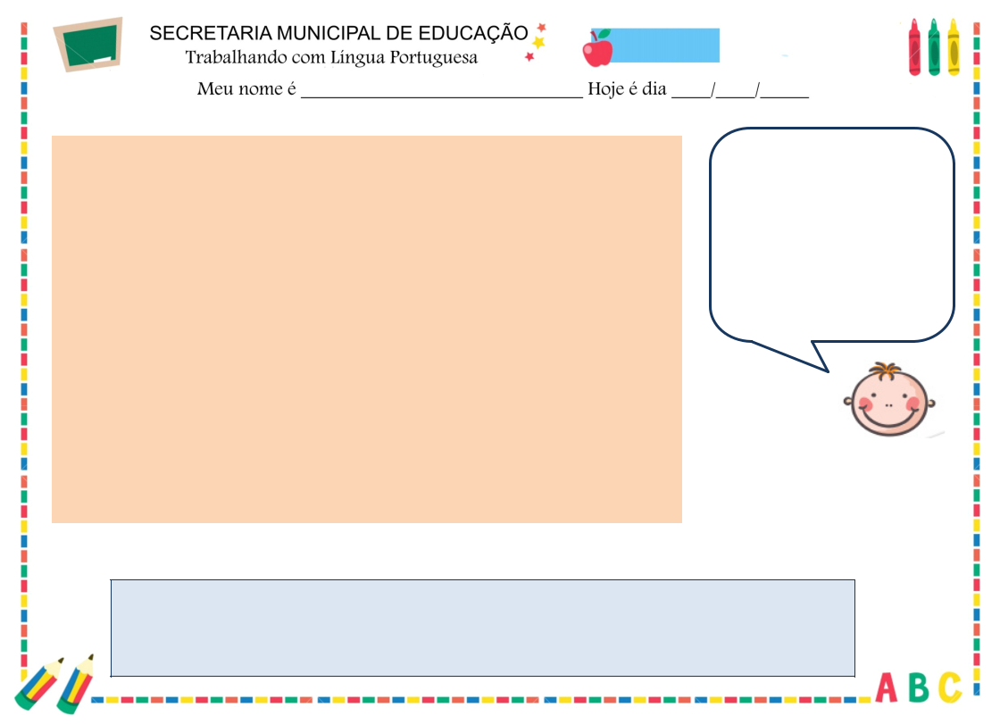 SECRETARIA MUNICIPAL DE EDUCAÇÃO
Trabalhando com Língua Portuguesa
Meu nome é ______________________________ Hoje é dia ____/____/_____
A B C